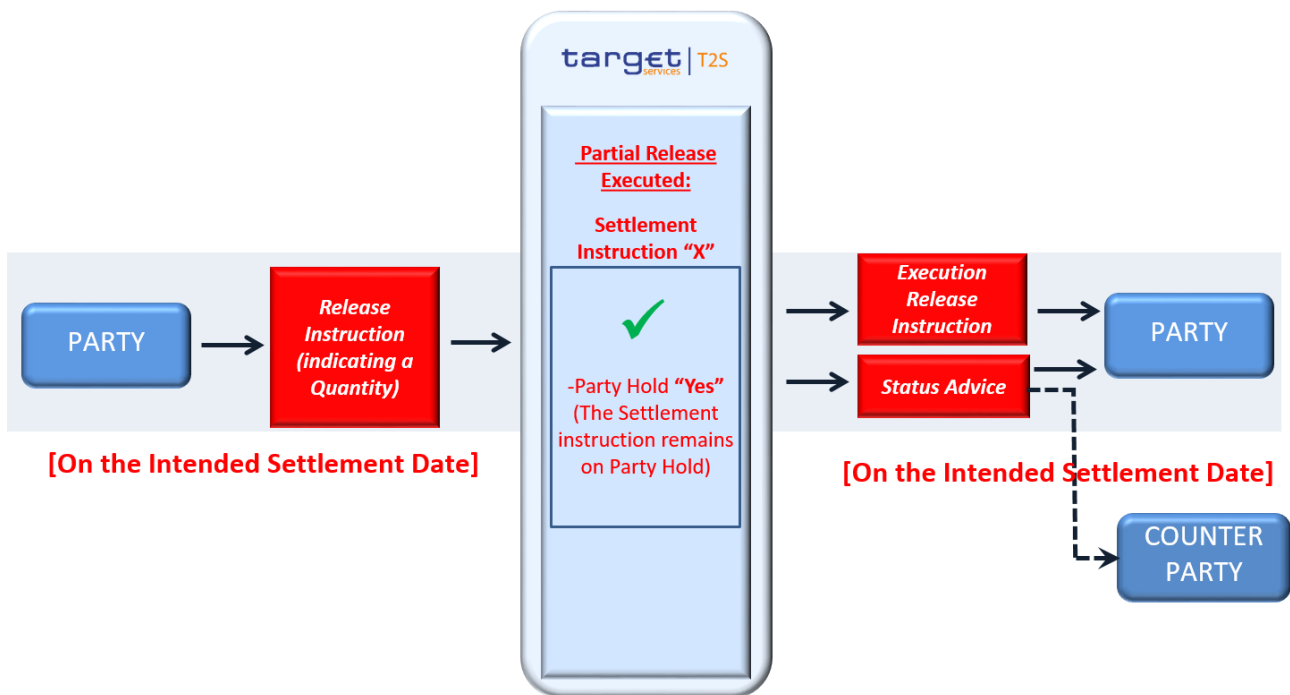 target | T2S
services
Partial Release
Executed:
Settlement
Instruction “X”
PARTY
Release
Instruction
(indicating a
Quantity)
-Party Hold “Yes”
(The Settlement
instruction remains
on Party Hold)
Execution
Release
Instruction
Status Advice
PARTY
[On the Intended Settlement Date]
[On the Intended Settlement Date]
COUNTER
PARTY